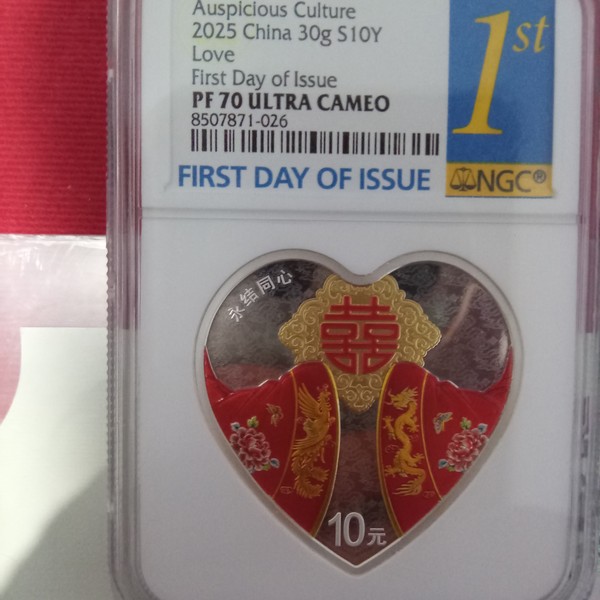 Auspicious Culture
2025 China 30g S10Y
Love
First Day of Issue
PF 70 ULTRA CAMEO
8507871-026
FIRST DAY OF ISSUE
1st
NGC®
永结同心
囍
10元